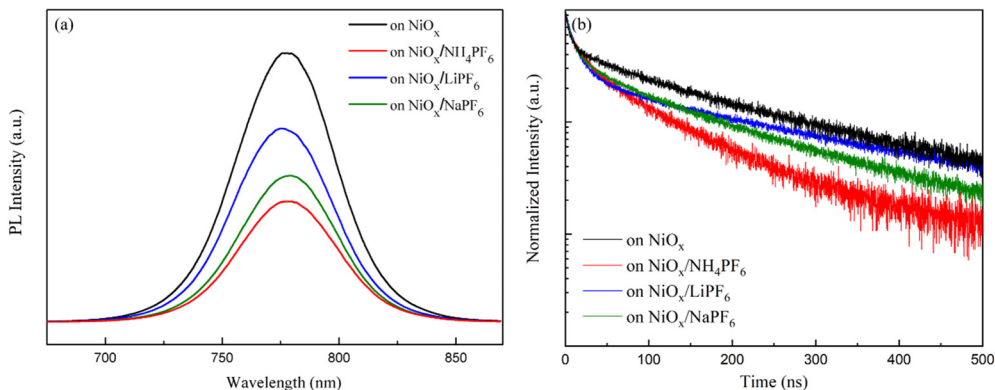 (a)
on NiOₓ
on NiOₓ/NH₄PF₆
on NiOₓ/LiPF₆
on NiOₓ/NaPF₆
PL Intensity (a.u.)
700 750 800 850
Wavelength (nm)
(b)
Normalized Intensity (a.u.)
on NiOₓ
on NiOₓ/NH₄PF₆
on NiOₓ/LiPF₆
on NiOₓ/NaPF₆
0 100 200 300 400 500
Time (ns)